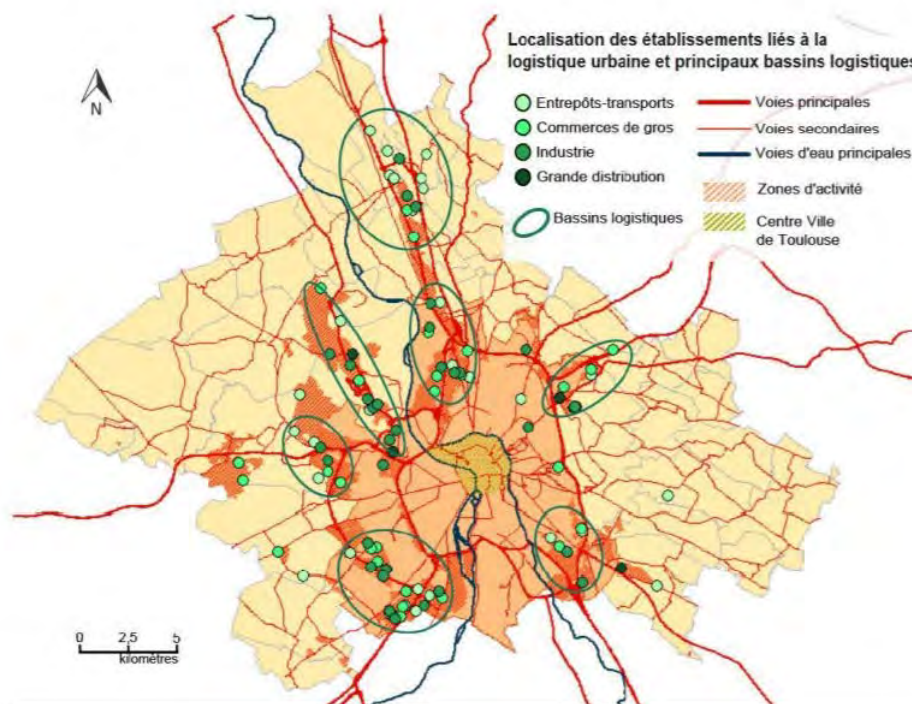 Localisation des établissements liés à la
logistique urbaine et principaux bassins logistiques
N
Entrepôts-transports
Commerces de gros
Industrie
Grande distribution
Bassins logistiques
Voies principales
Voies secondaires
Voies d'eau principales
Zones d'activité
Centre Ville
de Toulouse
0 2,5 5
kilomètres